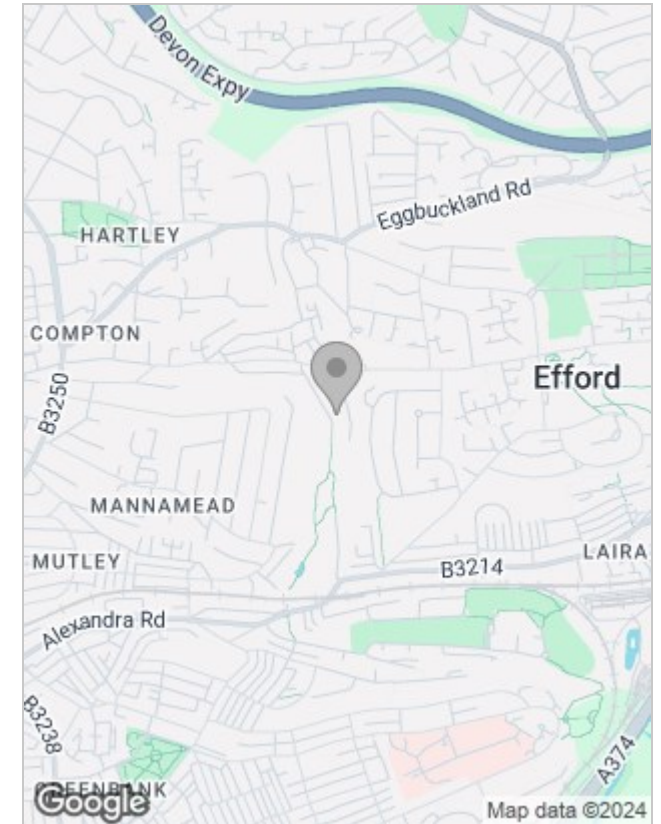 Devon Expy
Eggbuckland Rd
HARTLEY
COMPTON
Efford
B3250
MANNAMEAD
MUTLEY
LAIRA
B3214
Alexandra Rd
B3238
A374
GREENBANK
Google
Map data ©2024